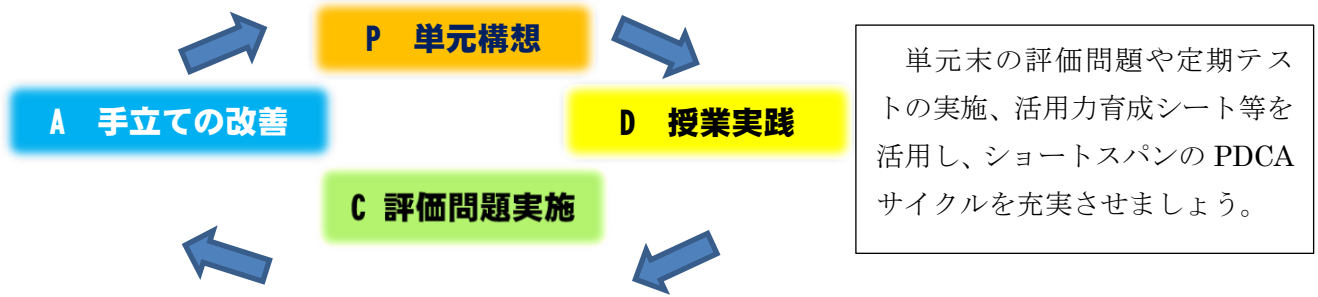 P 単元構想
A 手立ての改善
D 授業実践
C 評価問題実施
単元末の評価問題や定期テス
トの実施、活用力育成シート等を
活用し、ショートスパンの PDCA
サイクルを充実させましょう。